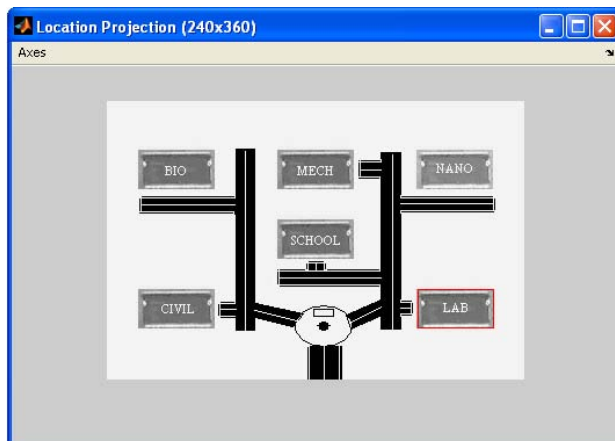 Location Projection (240x360)
Axes
BIO
MECH
NANO
SCHOOL
CIVIL
LAB